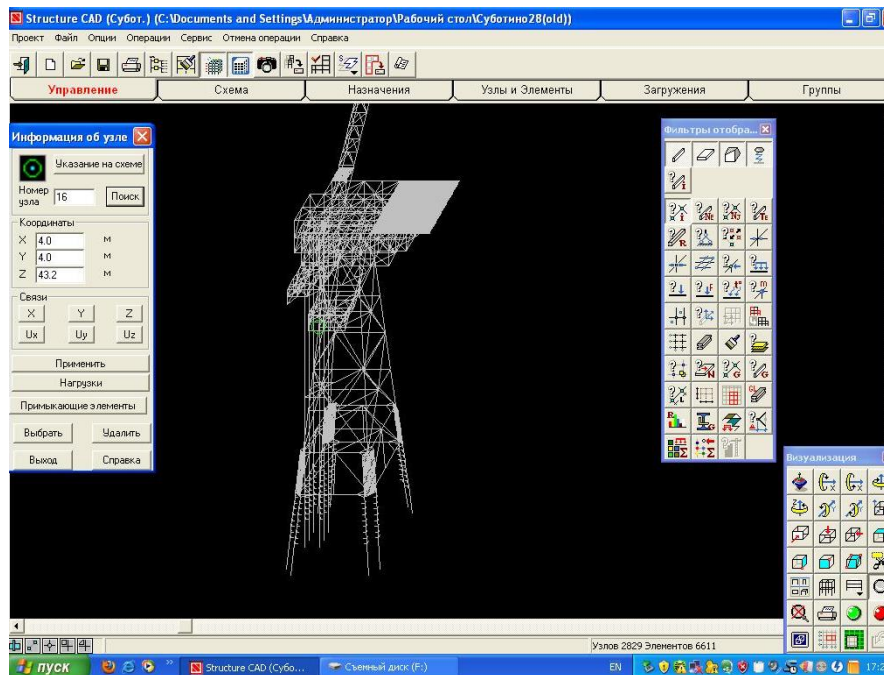 Structure CAD (Субот.) (C:\Documents and Settings\Администратор\Рабочий стол\Суботино28(old))
Проект Файл Опции Операции Сервис Отмена операции Справка
Управление Схема Назначения Узлы и Элементы Загружения Группы
Информация об узле
Указание на схеме
Номер узла 16 Поиск
Координаты
X 4.0 м
Y 4.0 м
Z 43.2 м
Связи
X Y Z
Ux Uy Uz
Применить
Нагрузки
Примыкающие элементы
Выбрать Удалить
Выход Справка
Фильтры отобра...
Визуализация
Узлов 2829 Элементов 6611
пуск
Structure CAD (Субо...
Съемный диск (F:)
EN